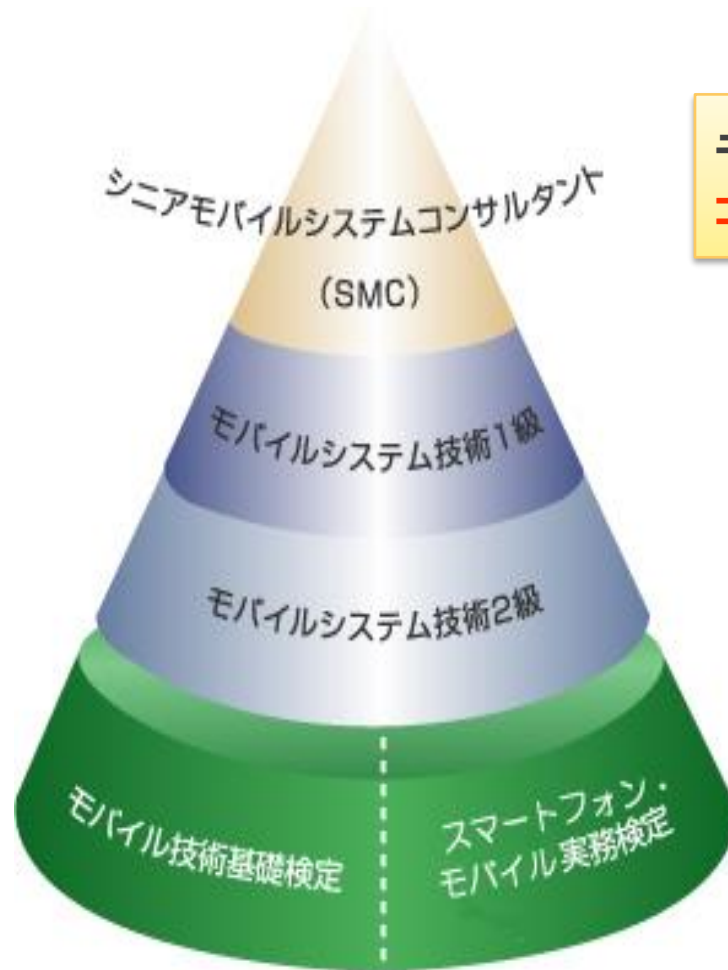 シニアモバイルシステムコンサルタント
（SMC）
モバイルシステム技術1級
モバイルシステム技術2級
モバイル技術基礎検定
スマートフォン・
モバイル実務検定